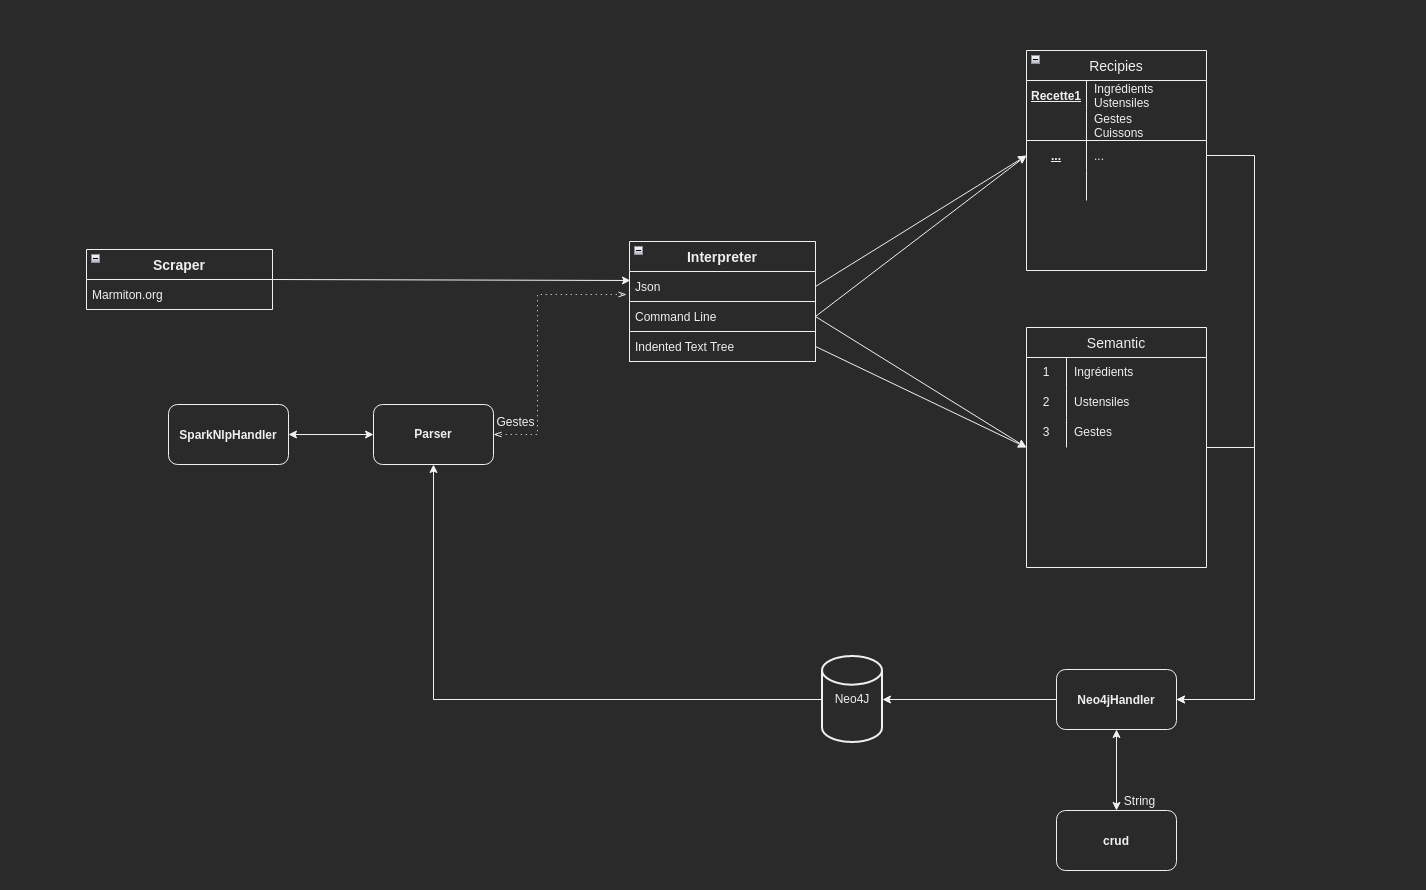 Recipies
Recette1
Ingrédients
Ustensiles
Gestes
Cuissons
...
...
Scraper
Marmiton.org
Interpreter
Json
Command Line
Indented Text Tree
Semantic
1 Ingrédients
2 Ustensiles
3 Gestes
SparkNlpHandler
Parser
Gestes
Neo4J
Neo4jHandler
String
crud